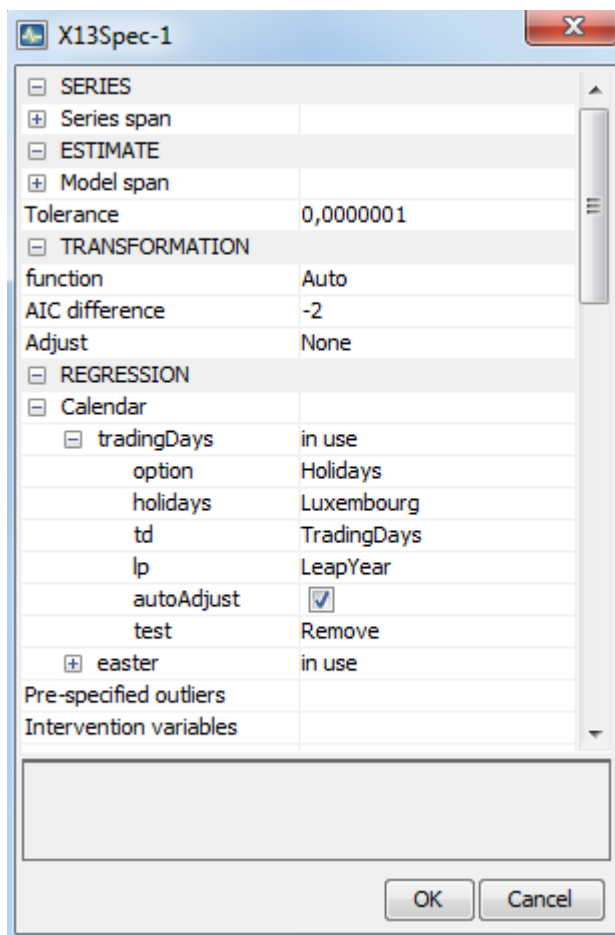 X13Spec-1
SERIES
Series span
ESTIMATE
Model span
Tolerance 0,0000001
TRANSFORMATION
function Auto
AIC difference -2
Adjust None
REGRESSION
Calendar
tradingDays in use
option Holidays
holidays Luxembourg
td TradingDays
lp LeapYear
autoAdjust
test Remove
easter in use
Pre-specified outliers
Intervention variables
OK Cancel